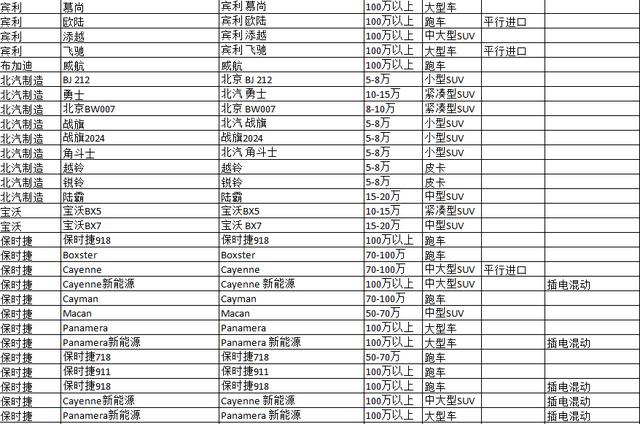 宾利 慕尚 宾利 慕尚 100万以上 大型车
宾利 欧陆 宾利 欧陆 100万以上 跑车 平行进口
宾利 添越 宾利 添越 100万以上 中大型SUV
宾利 飞驰 宾利 飞驰 100万以上 大型车 平行进口
布加迪 威航 威航 100万以上 跑车
北汽制造 BJ 212 北京 BJ 212 5-8万 小型SUV
北汽制造 勇士 北汽 勇士 10-15万 紧凑型SUV
北汽制造 北京BW007 北京 BW007 8-10万 紧凑型SUV
北汽制造 战旗 北汽 战旗 5-8万 小型SUV
北汽制造 战旗2024 战旗2024 5-8万 小型SUV
北汽制造 角斗士 北汽 角斗士 5-8万 小型SUV
北汽制造 越铃 越铃 5-8万 皮卡
北汽制造 锐铃 锐铃 5-8万 皮卡
北汽制造 陆霸 陆霸 15-20万 中型SUV
宝沃 宝沃BX5 宝沃BX5 10-15万 紧凑型SUV
宝沃 宝沃BX7 宝沃 BX7 15-20万 中型SUV
保时捷 保时捷918 保时捷918 100万以上 跑车
保时捷 Boxster Boxster 70-100万 跑车
保时捷 Cayenne Cayenne 70-100万 中大型SUV 平行进口
保时捷 Cayenne新能源 Cayenne 新能源 100万以上 中大型SUV 插电混动
保时捷 Cayman Cayman 70-100万 跑车
保时捷 Macan Macan 50-70万 中型SUV
保时捷 Panamera Panamera 100万以上 大型车
保时捷 Panamera新能源 Panamera 新能源 100万以上 大型车 插电混动
保时捷 保时捷718 保时捷718 50-70万 跑车
保时捷 保时捷911 保时捷911 100万以上 跑车
保时捷 保时捷918 保时捷918 100万以上 跑车 插电混动
保时捷 Cayenne新能源 Cayenne 新能源 100万以上 中大型SUV 插电混动
保时捷 Panamera新能源 Panamera 新能源 100万以上 大型车 插电混动